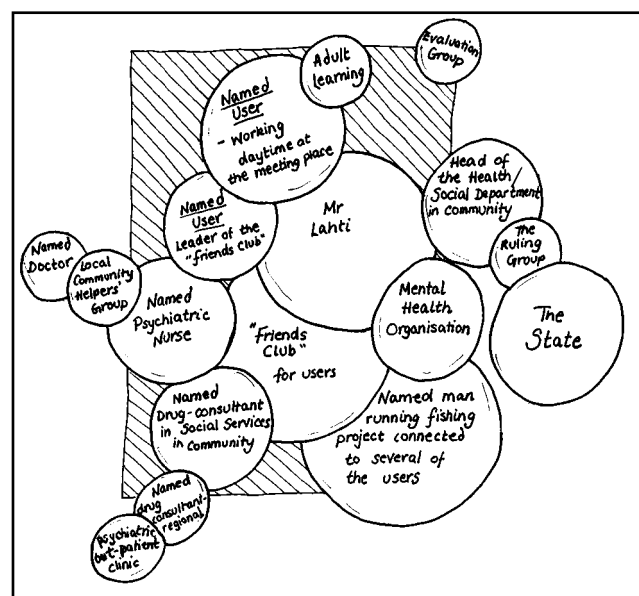 Evaluation
Group
Adult
Learning
Named
User
- Working
daytime at
the meeting place
Head of
the Health/
Social Department
in community
Mr
Lahti
Named
User
Leader of the
"friends Club"
The
Ruling
Group
Named
Doctor
Local
Community
Helpers'
Group
Named
Psychiatric
Nurse
Mental
Health
Organisation
The
State
"Friends
Club"
for users
Named
Drug-consultant
in Social Services
in Community
Named man
running fishing
project connected
to several of
the users
Named
drug
consultant-
regional
psychiatric
out-patient
clinic